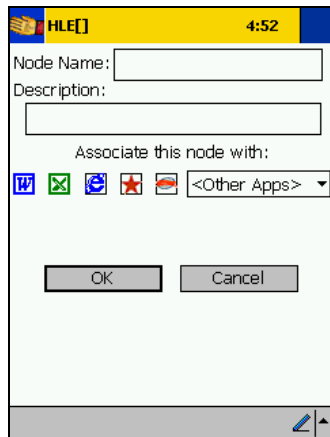 HLE[] 4:52
Node Name:
Description:
Associate this node with:
<Other Apps>
OK Cancel